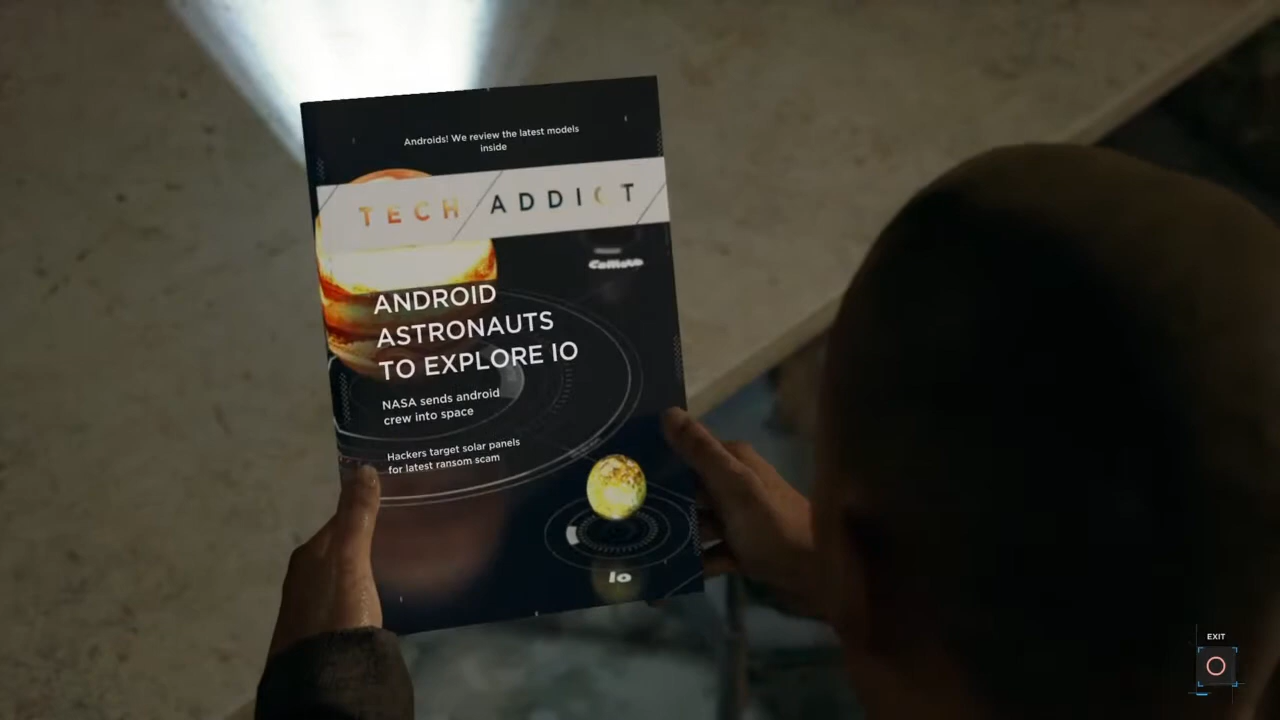 Androids! We review the latest models
inside
TECH ADDICT
Callisto
ANDROID
ASTRONAUTS
TO EXPLORE IO
NASA sends android
crew into space
Hackers target solar panels
for latest ransom scam
Io
EXIT